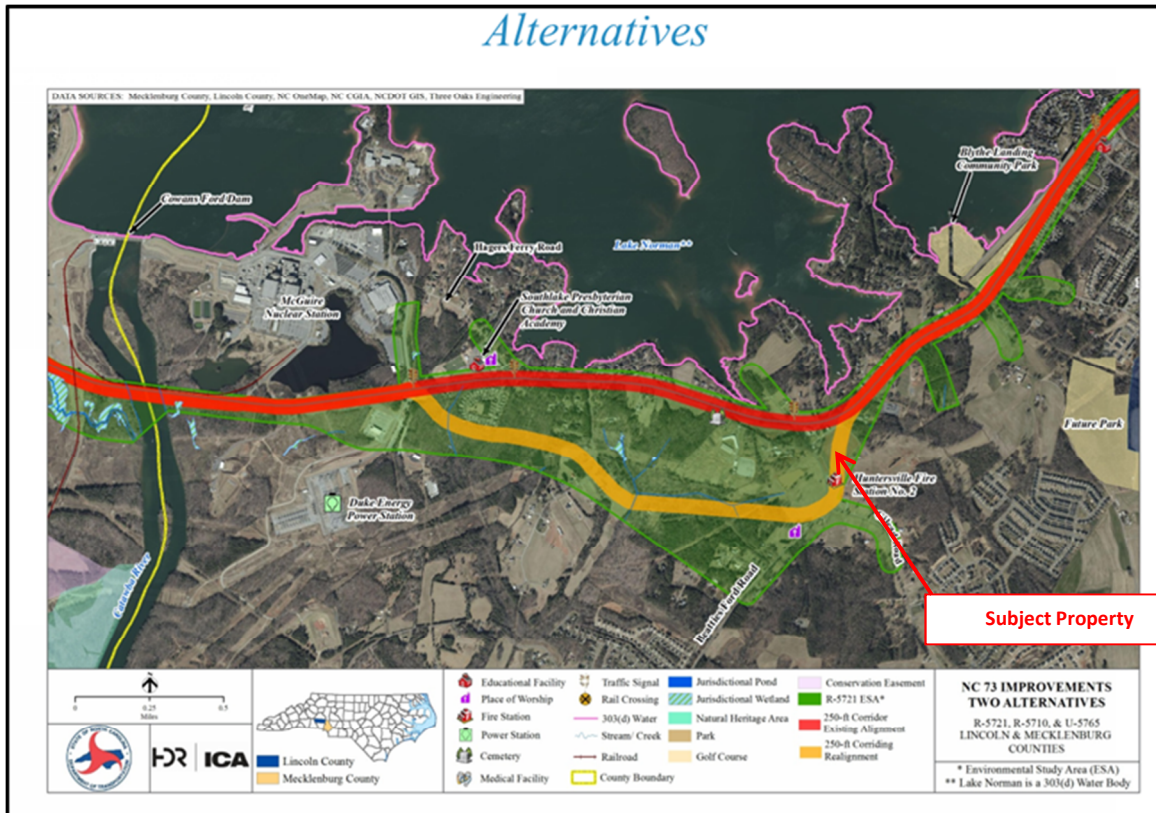 Alternatives
DATA SOURCES: Mecklenburg County, Lincoln County, NC OneMap, NC CGIA, NCDOT GIS, Three Oaks Engineering
Blythe Landing
Community Park
Cowans Ford Dam
Hagers Ferry Road
Lake Norman**
McGuire
Nuclear Station
Southlake Presbyterian
Church and Christian
Academy
Future Park
Huntersville Fire
Station No. 2
Duke Energy
Power Station
Catawba River
Beatties Ford Road
Subject Property
0
0.25
0.5
Miles
STATE OF NORTH CAROLINA
DEPARTMENT OF TRANSPORTATION
HDR | ICA
Lincoln County
Mecklenburg County
Educational Facility
Place of Worship
Fire Station
Power Station
Cemetery
Medical Facility
Traffic Signal
Rail Crossing
303(d) Water
Stream/ Creek
Railroad
County Boundary
Jurisdictional Pond
Jurisdictional Wetland
Natural Heritage Area
Park
Golf Course
Conservation Easement
R-5721 ESA*
250-ft Corridor
Existing Alignment
250-ft Corriding
Realignment
NC 73 IMPROVEMENTS
TWO ALTERNATIVES
R-5721, R-5710, & U-5765
LINCOLN & MECKLENBURG
COUNTIES
* Environmental Study Area (ESA)
** Lake Norman is a 303(d) Water Body